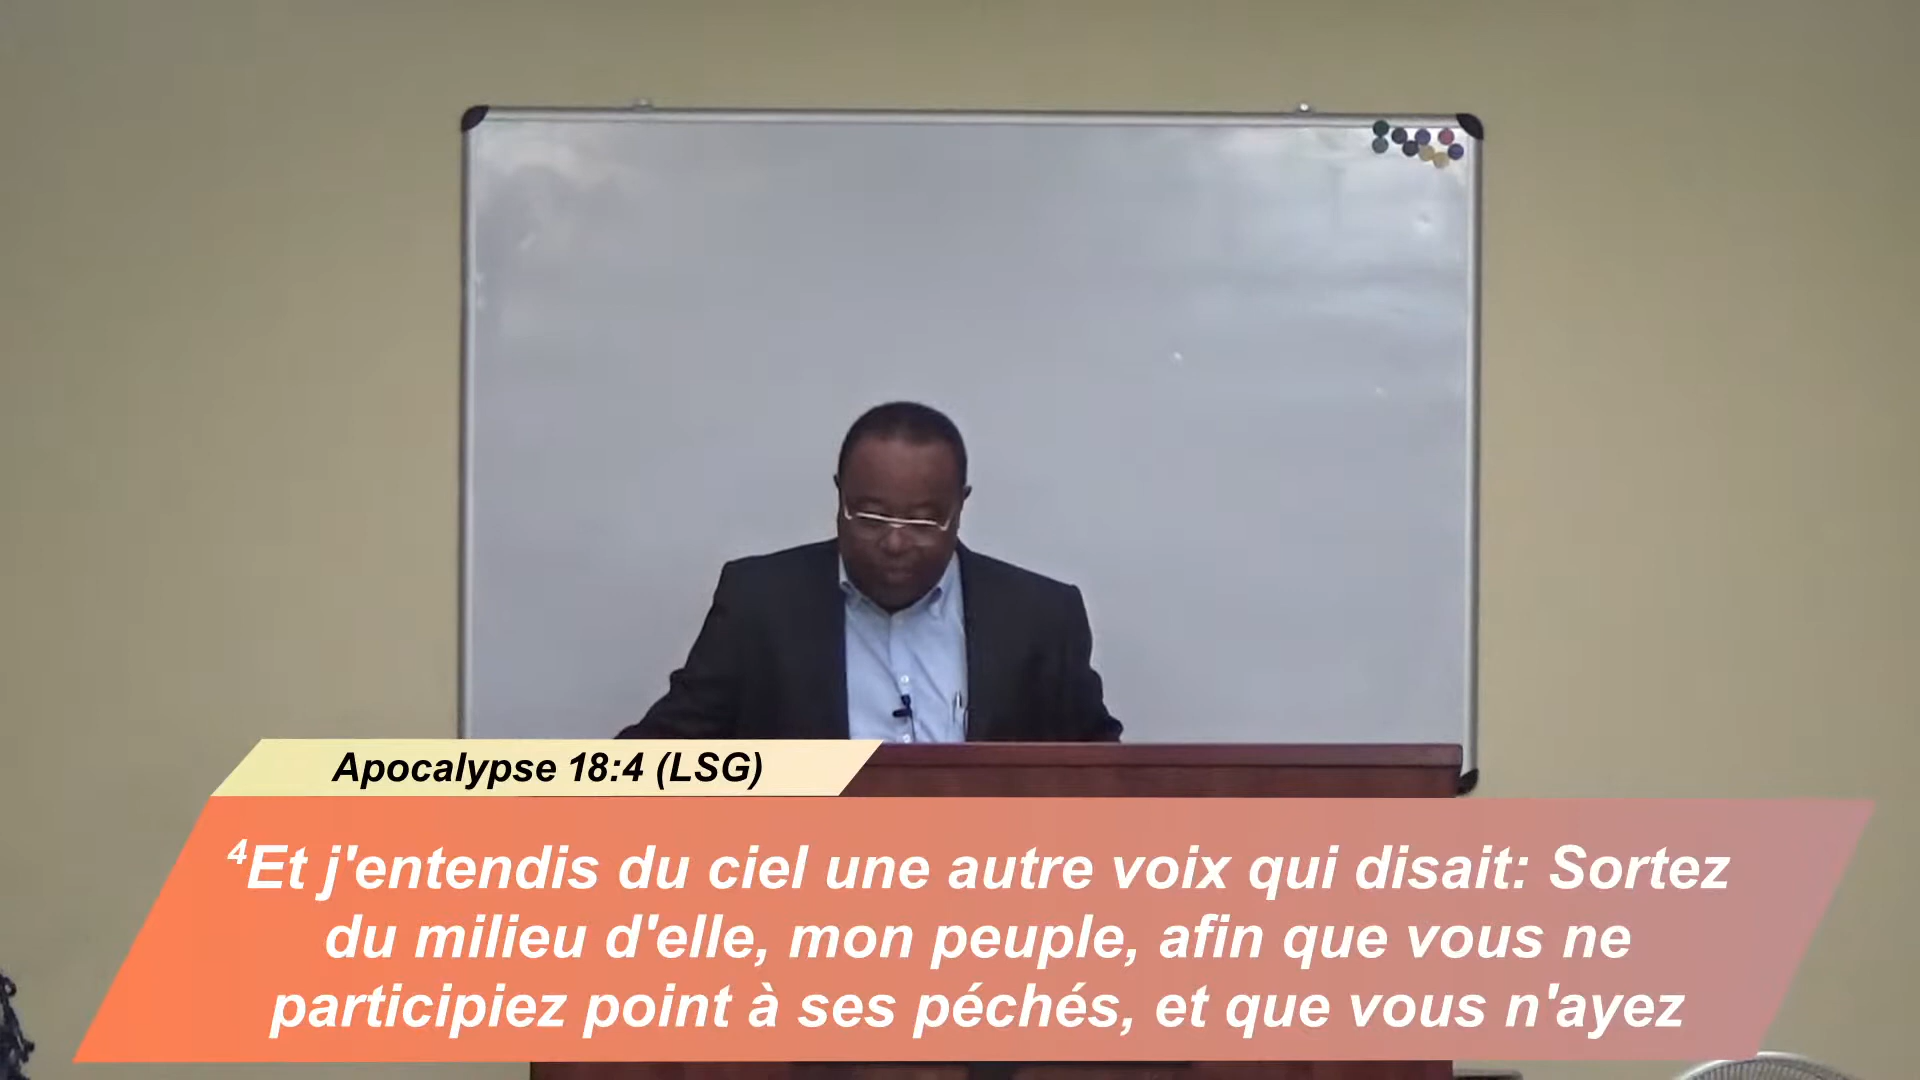 Apocalypse 18:4 (LSG)
4Et j'entendis du ciel une autre voix qui disait: Sortez
du milieu d'elle, mon peuple, afin que vous ne
participiez point à ses péchés, et que vous n'ayez